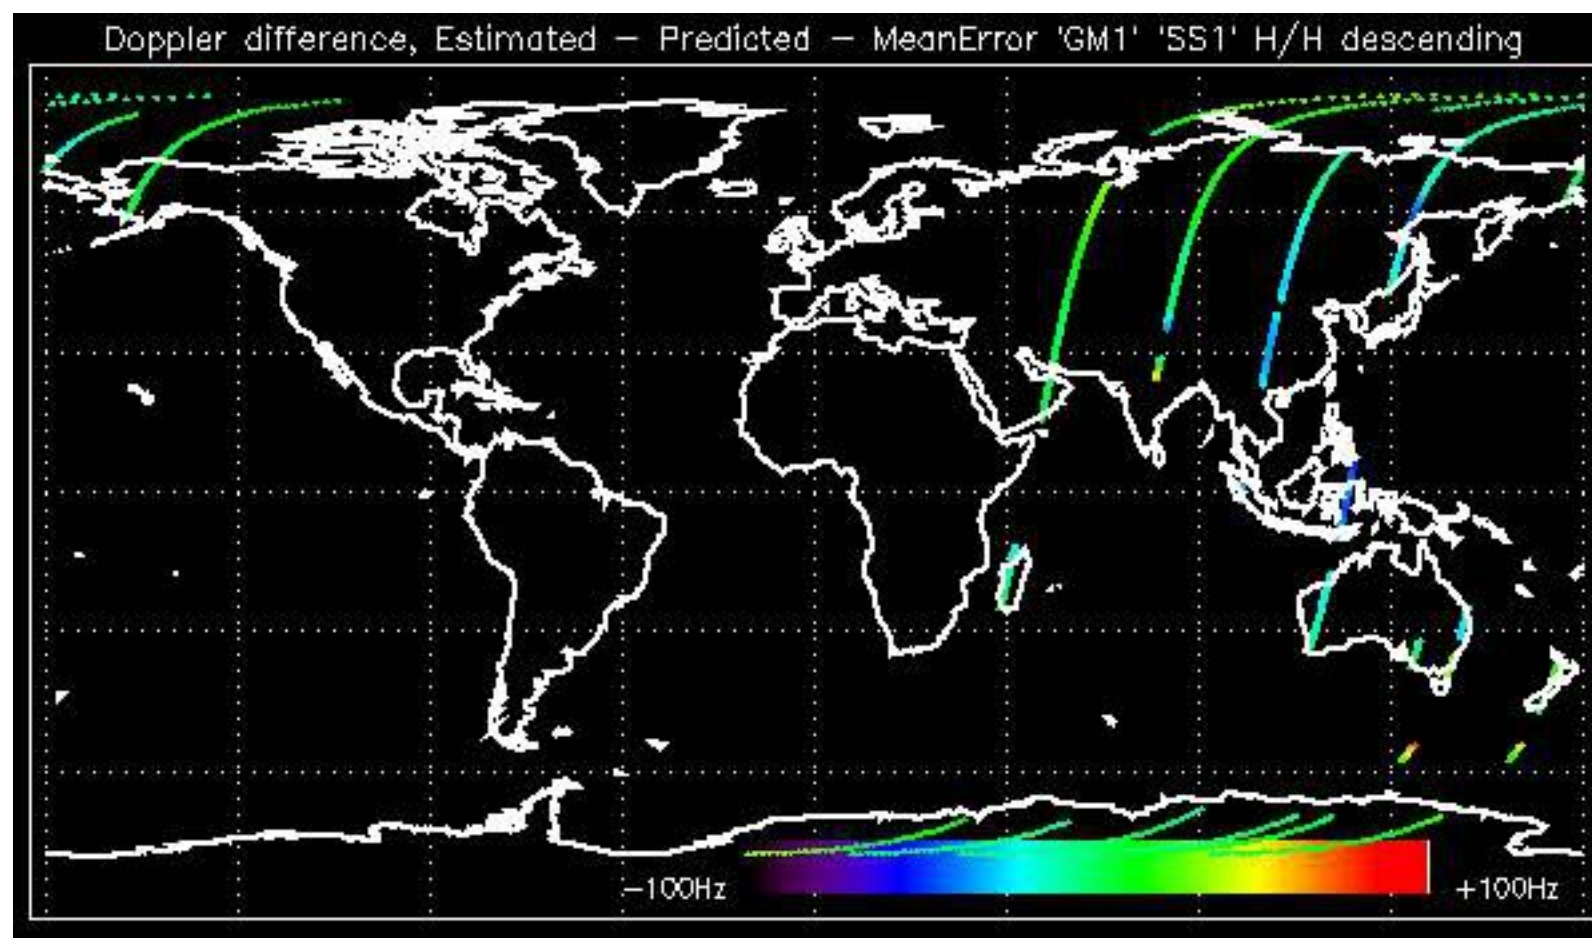 Doppler difference, Estimated – Predicted – MeanError 'GM1' 'SS1' H/H descending
−100Hz
+100Hz